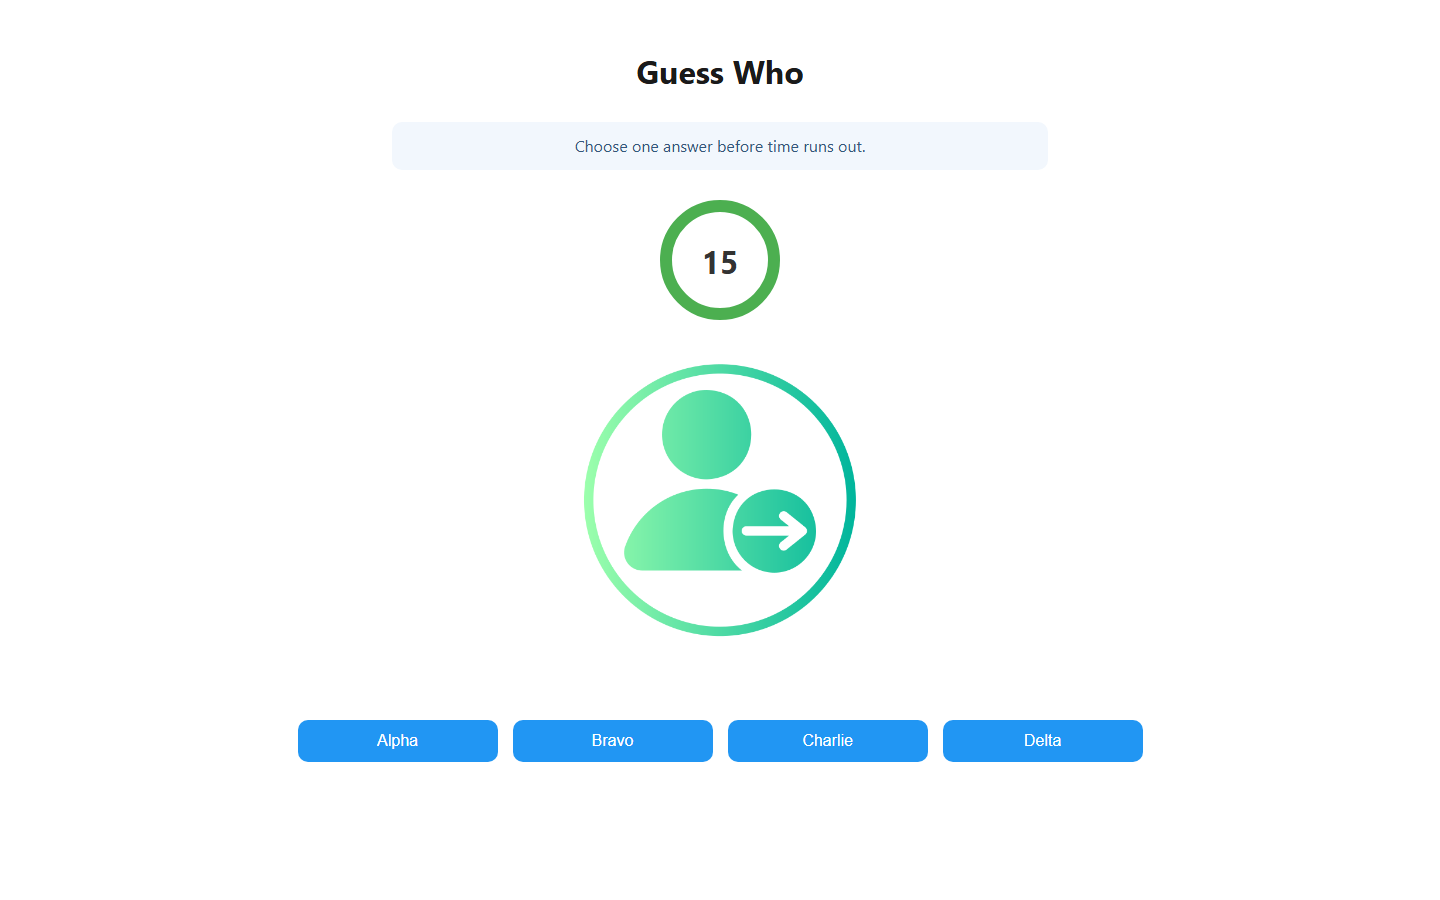 Guess Who
Choose one answer before time runs out.
15
Alpha
Bravo
Charlie
Delta